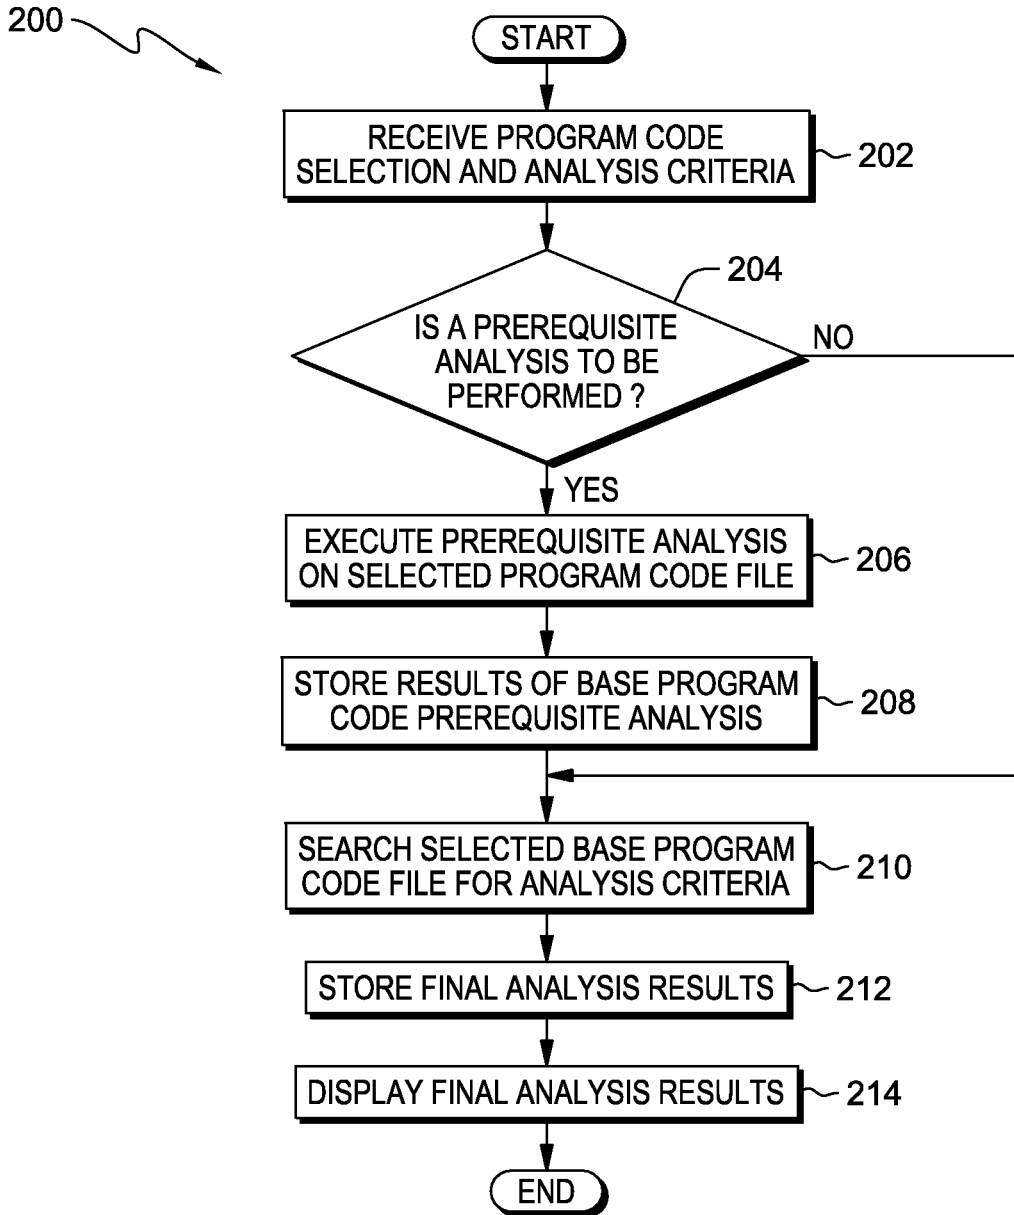 200
START
RECEIVE PROGRAM CODE
SELECTION AND ANALYSIS CRITERIA
202
204
IS A PREREQUISITE
ANALYSIS TO BE
PERFORMED ?
NO
YES
EXECUTE PREREQUISITE ANALYSIS
ON SELECTED PROGRAM CODE FILE
206
STORE RESULTS OF BASE PROGRAM
CODE PREREQUISITE ANALYSIS
208
SEARCH SELECTED BASE PROGRAM
CODE FILE FOR ANALYSIS CRITERIA
210
STORE FINAL ANALYSIS RESULTS
212
DISPLAY FINAL ANALYSIS RESULTS
214
END